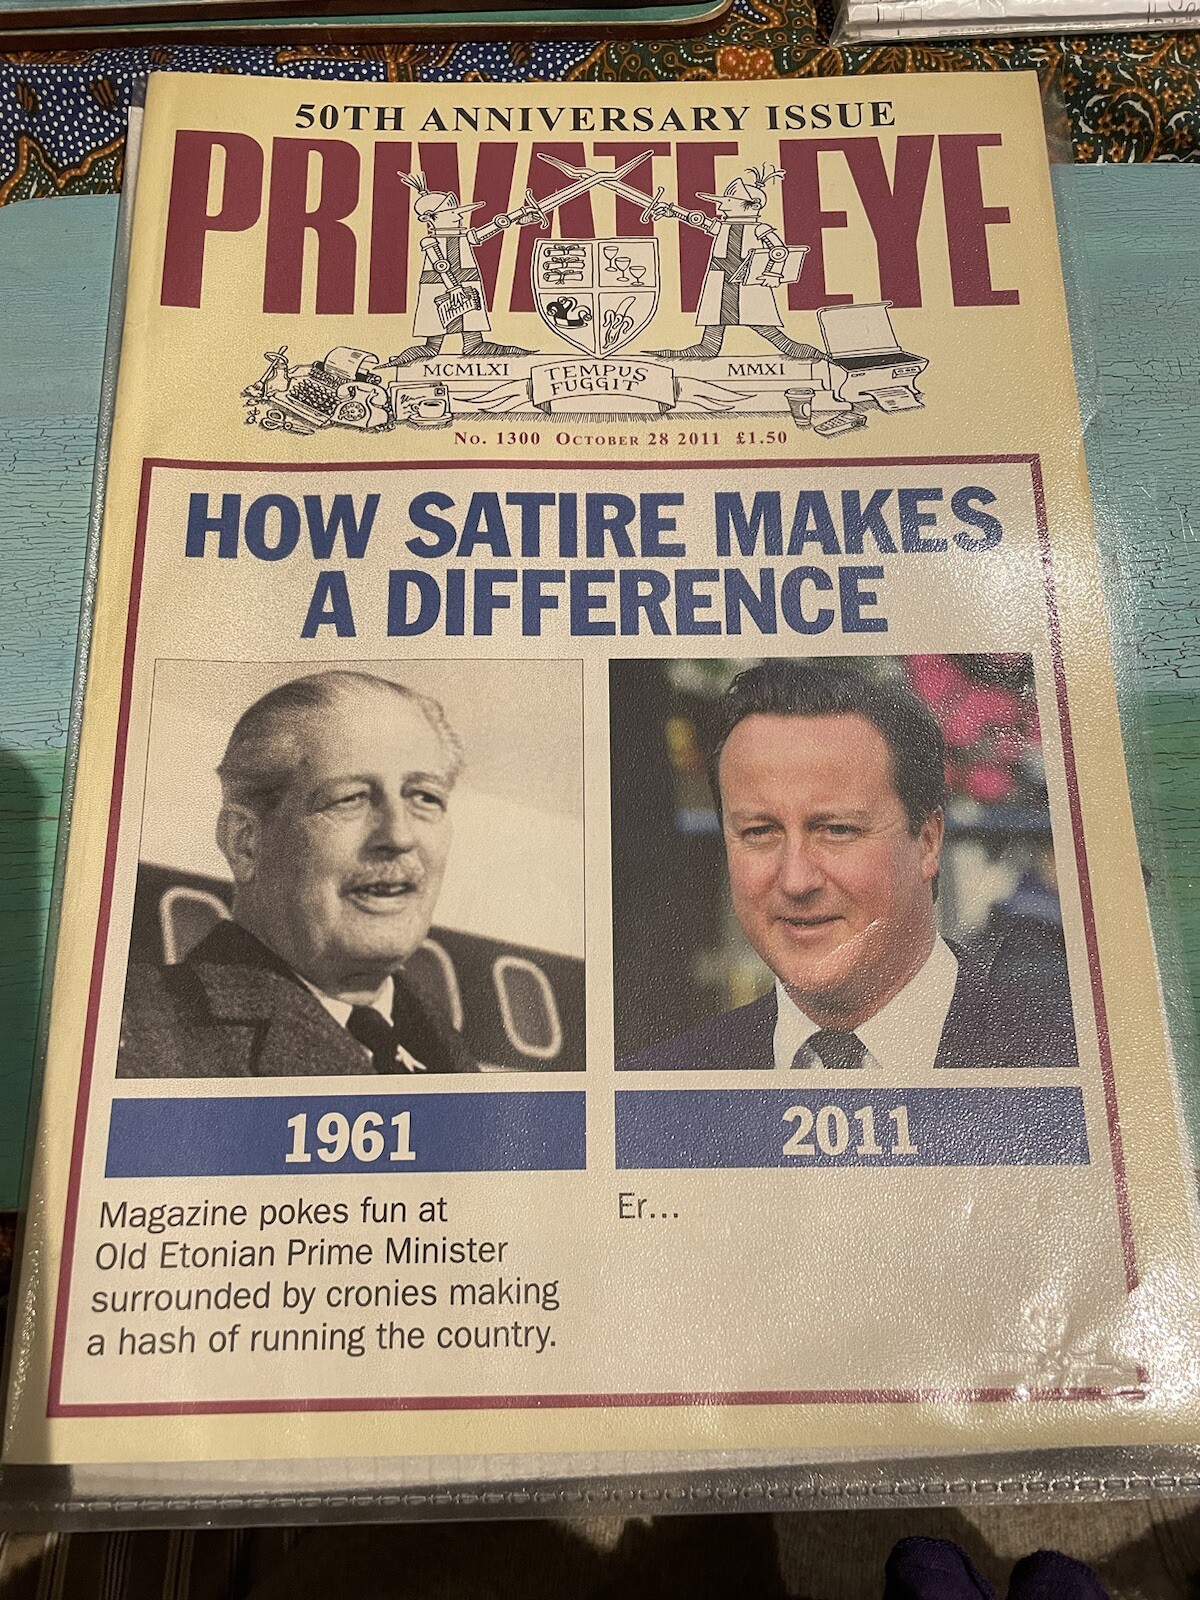 50TH ANNIVERSARY ISSUE
PRIVATE EYE
MCMLXI
TEMPUS
FUGGIT
MMXI
No. 1300 October 28 2011 £1.50
HOW SATIRE MAKES
A DIFFERENCE
1961
Magazine pokes fun at
Old Etonian Prime Minister
surrounded by cronies making
a hash of running the country.
2011
Er...